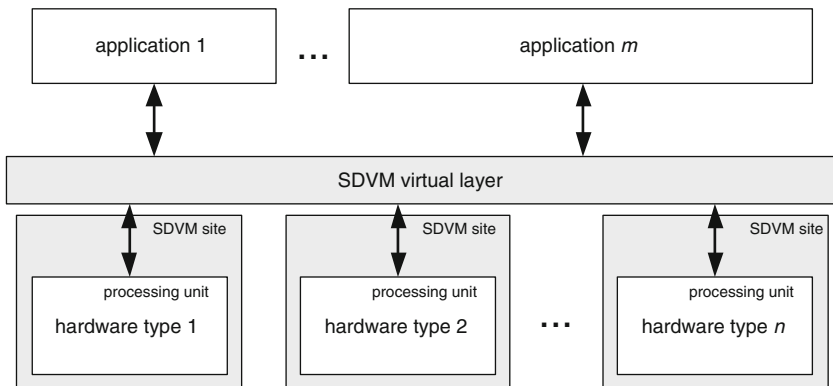 application 1
...
application m
SDVM virtual layer
SDVM site
SDVM site
SDVM site
processing unit
processing unit
processing unit
hardware type 1
hardware type 2
...
hardware type n